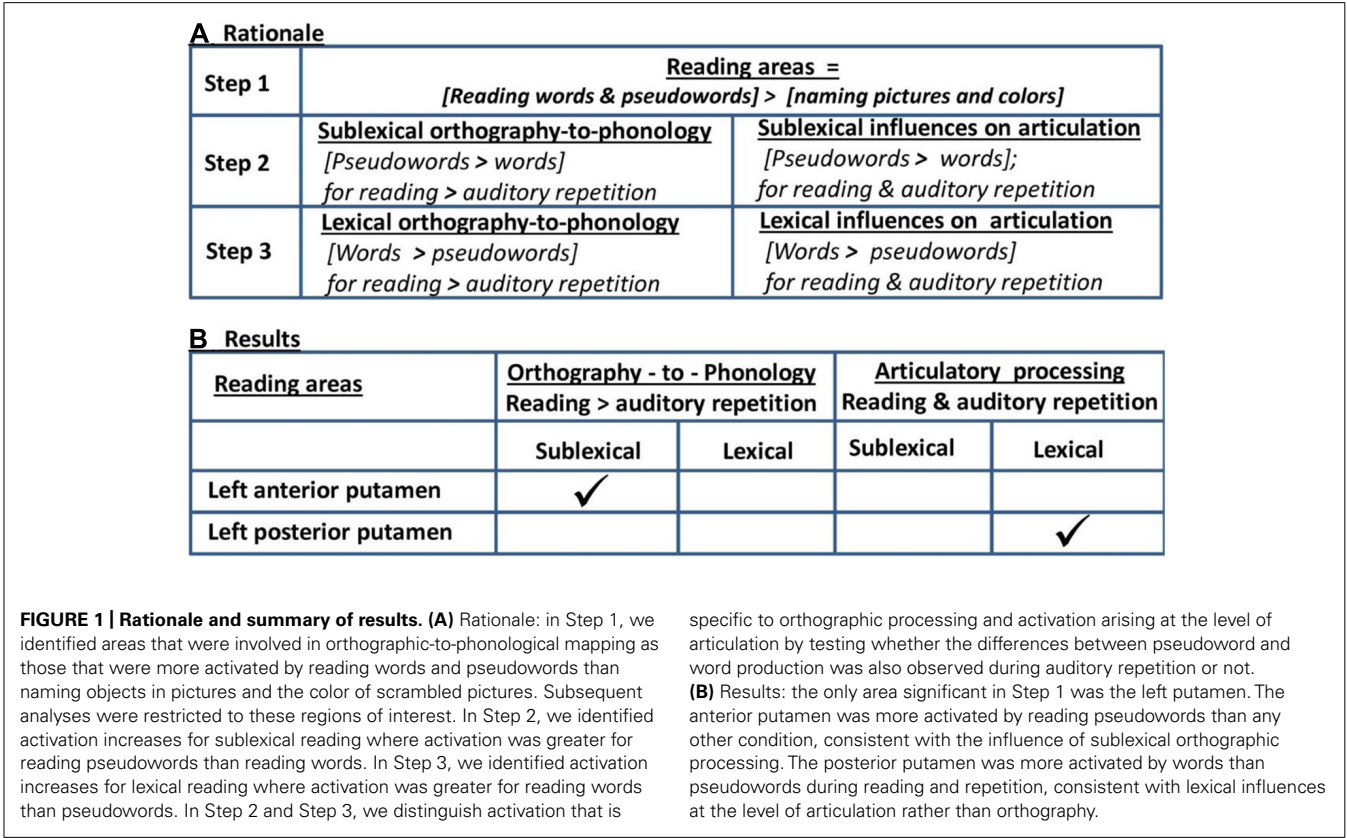 A Rationale
Step 1
Reading areas =
[Reading words & pseudowords] > [naming pictures and colors]
Step 2
Sublexical orthography-to-phonology
[Pseudowords > words]
for reading > auditory repetition
Sublexical influences on articulation
[Pseudowords > words];
for reading & auditory repetition
Step 3
Lexical orthography-to-phonology
[Words > pseudowords]
for reading > auditory repetition
Lexical influences on articulation
[Words > pseudowords]
for reading & auditory repetition
B Results
Reading areas
Orthography - to - Phonology
Reading > auditory repetition
Articulatory processing
Reading & auditory repetition
Sublexical
Lexical
Sublexical
Lexical
Left anterior putamen ✓
Left posterior putamen ✓
FIGURE 1 | Rationale and summary of results. (A) Rationale: in Step 1, we
identified areas that were involved in orthographic-to-phonological mapping as
those that were more activated by reading words and pseudowords than
naming objects in pictures and the color of scrambled pictures. Subsequent
analyses were restricted to these regions of interest. In Step 2, we identified
activation increases for sublexical reading where activation was greater for
reading pseudowords than reading words. In Step 3, we identified activation
increases for lexical reading where activation was greater for reading words
than pseudowords. In Step 2 and Step 3, we distinguish activation that is
specific to orthographic processing and activation arising at the level of
articulation by testing whether the differences between pseudoword and
word production was also observed during auditory repetition or not.
(B) Results: the only area significant in Step 1 was the left putamen. The
anterior putamen was more activated by reading pseudowords than any
other condition, consistent with the influence of sublexical orthographic
processing. The posterior putamen was more activated by words than
pseudowords during reading and repetition, consistent with lexical influences
at the level of articulation rather than orthography.